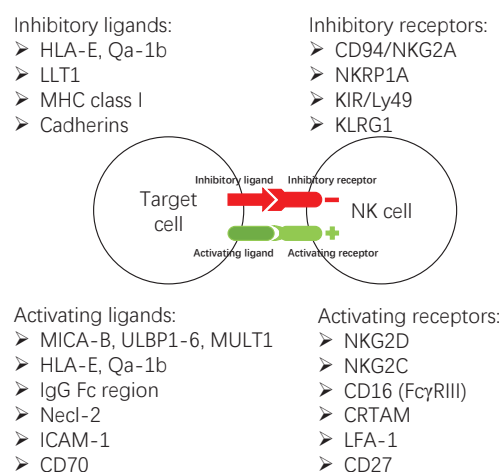 Inhibitory ligands:
➢ HLA-E, Qa-1b
➢ LLT1
➢ MHC class I
➢ Cadherins
Inhibitory receptors:
➢ CD94/NKG2A
➢ NKRP1A
➢ KIR/Ly49
➢ KLRG1
Inhibitory ligand
Inhibitory receptor
Target
cell
NK cell
Activating ligand
Activating receptor
Activating ligands:
➢ MICA-B, ULBP1-6, MULT1
➢ HLA-E, Qa-1b
➢ IgG Fc region
➢ Necl-2
➢ ICAM-1
➢ CD70
Activating receptors:
➢ NKG2D
➢ NKG2C
➢ CD16 (FcγRIII)
➢ CRTAM
➢ LFA-1
➢ CD27